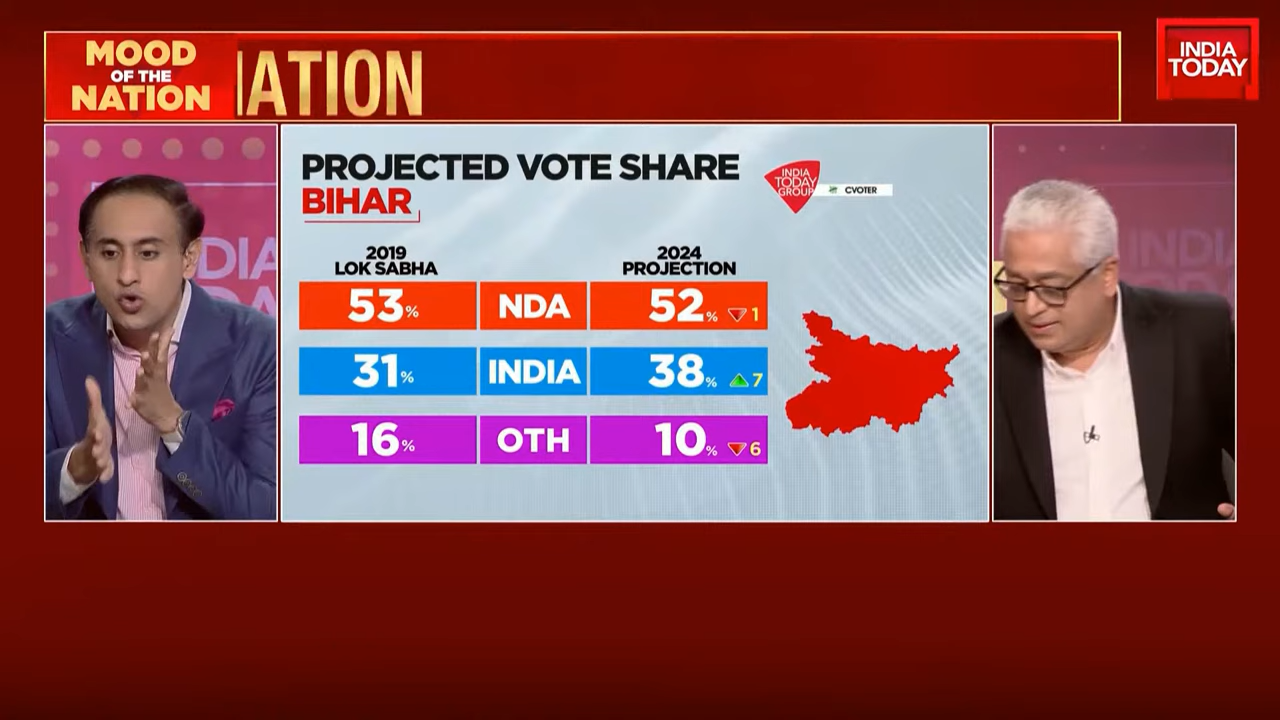 MOOD
OF THE
NATION
NATION
INDIA
TODAY
PROJECTED VOTE SHARE
BIHAR
INDIA
TODAY
GROUP
CVOTER
2019
LOK SABHA
2024
PROJECTION
53% NDA 52% 1
31% INDIA 38% 7
16% OTH 10% 6